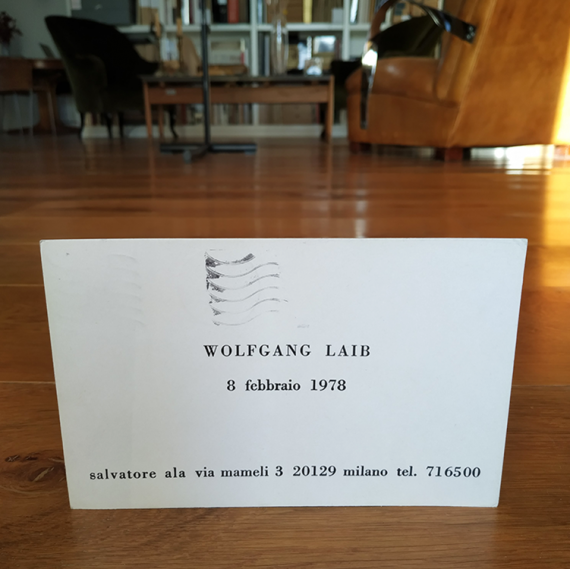 WOLFGANG LAIB
8 febbraio 1978
salvatore ala via mameli 3 20129 milano tel. 716500